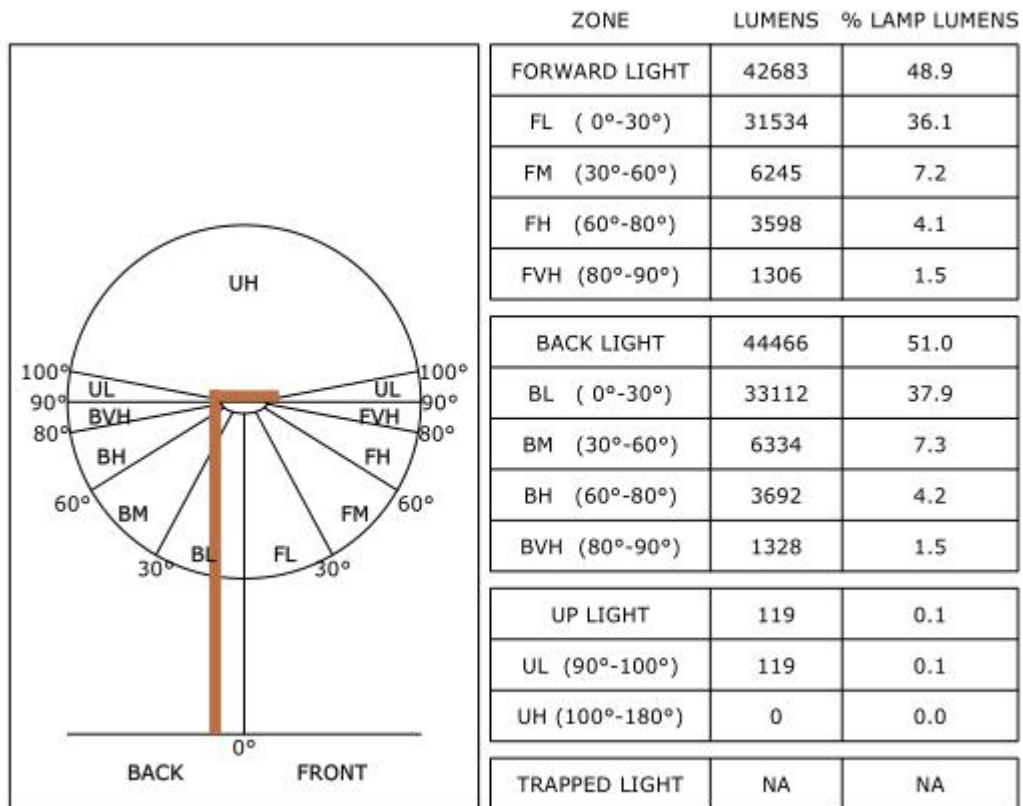 ZONE LUMENS % LAMP LUMENS
FORWARD LIGHT 42683 48.9
FL ( 0°-30°) 31534 36.1
FM (30°-60°) 6245 7.2
FH (60°-80°) 3598 4.1
FVH (80°-90°) 1306 1.5
BACK LIGHT 44466 51.0
BL ( 0°-30°) 33112 37.9
BM (30°-60°) 6334 7.3
BH (60°-80°) 3692 4.2
BVH (80°-90°) 1328 1.5
UP LIGHT 119 0.1
UL (90°-100°) 119 0.1
UH (100°-180°) 0 0.0
TRAPPED LIGHT NA NA
UH
100° 100°
UL UL
90° 90°
BVH FVH
80° 80°
BH FH
60° 60°
BM FM
BL FL
30° 30°
0°
BACK FRONT